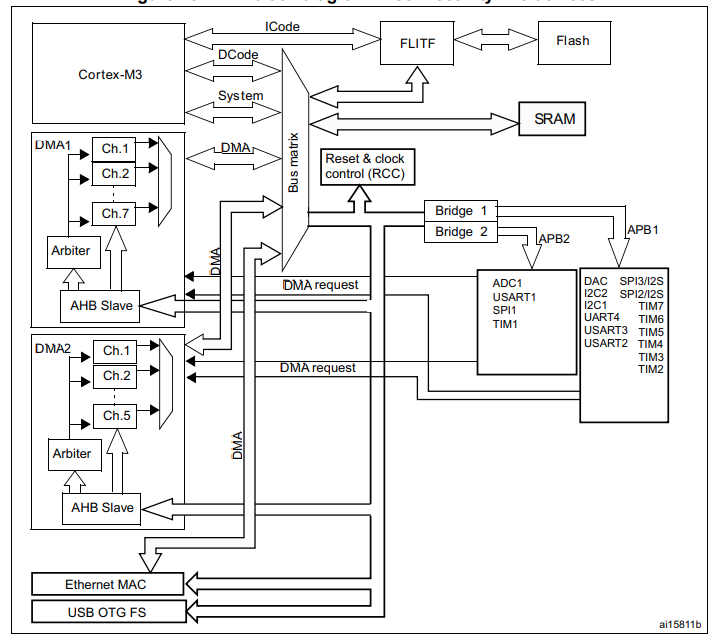 ICode
Cortex-M3
FLITF
Flash
DCode
System
SRAM
DMA1
Ch.1
Ch.2
Ch.7
DMA
Bus matrix
Reset & clock
control (RCC)
Bridge 1
Bridge 2
APB2
APB1
Arbiter
AHB Slave
DMA
DMA request
ADC1
USART1
SPI1
TIM1
DAC SPI3/I2S
I2C2 SPI2/I2S
I2C1 TIM7
UART4 TIM6
USART3 TIM5
USART2 TIM4
TIM3
TIM2
DMA2
Ch.1
Ch.2
Ch.5
DMA request
Arbiter
AHB Slave
DMA
Ethernet MAC
USB OTG FS
ai15811b